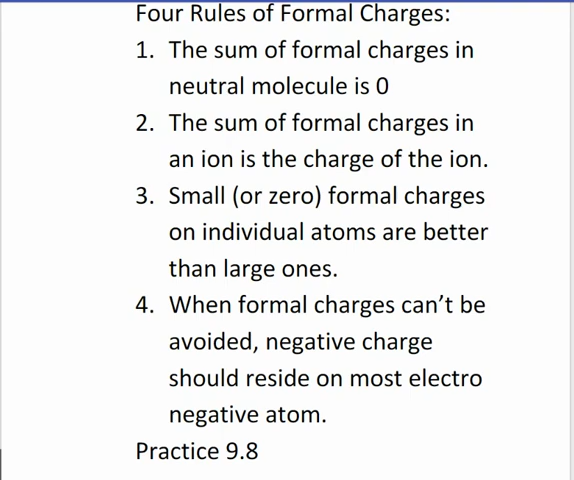 Four Rules of Formal Charges:
1. The sum of formal charges in
neutral molecule is 0
2. The sum of formal charges in
an ion is the charge of the ion.
3. Small (or zero) formal charges
on individual atoms are better
than large ones.
4. When formal charges can’t be
avoided, negative charge
should reside on most electro
negative atom.
Practice 9.8